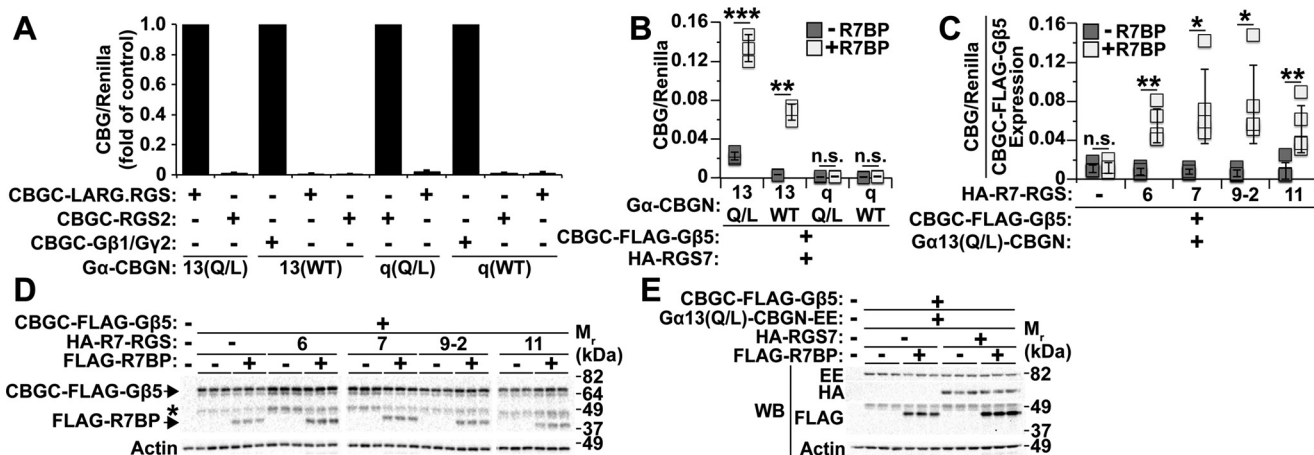 A
CBG/Renilla
(fold of control)
1.0
0.8
0.6
0.4
0.2
0.0
CBGC-LARG.RGS: + - - + - - + - - +
CBGC-RGS2: - + - - + + - - + -
CBGC-Gβ1/Gγ2: - - + - - - - + - -
Gα-CBGN: 13(Q/L) 13(WT) q(Q/L) q(WT)
B
CBG/Renilla
0.16
0.12
0.08
0.04
0
*** ** n.s. n.s.
-R7BP
+R7BP
Gα-CBGN: 13 13 q q
Q/L WT Q/L WT
CBGC-FLAG-Gβ5: +
HA-RGS7: +
C
CBG/Renilla
CBGC-FLAG-Gβ5
Expression
0.16
0.12
0.08
0.04
0
-R7BP
+R7BP
n.s. ** * * **
HA-R7-RGS: - 6 7 9-2 11
CBGC-FLAG-Gβ5: +
Gα13(Q/L)-CBGN: +
D
CBGC-FLAG-Gβ5: - +
HA-R7-RGS: - - 6 7 9-2 11
FLAG-R7BP: - - + - + - + - + - +
Mr
(kDa)
CBGC-FLAG-Gβ5
*
FLAG-R7BP
Actin
-82
-64
-49
-37
-49
E
CBGC-FLAG-Gβ5: - +
Gα13(Q/L)-CBGN-EE: - +
HA-RGS7: - - +
FLAG-R7BP: - - + - +
Mr
(kDa)
WB
EE
HA
FLAG
Actin
-82
-49
-37
-49